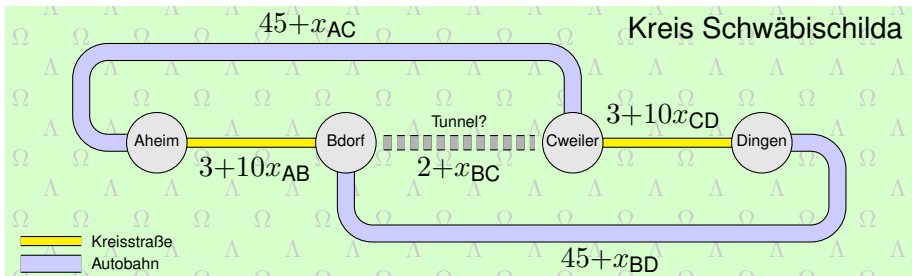 45+x_AC
Kreis Schwäbischilda
Tunnel?
3+10x_CD
Aheim
Bdorf
Cweiler
Dingen
3+10x_AB
2+x_BC
Kreisstraße
Autobahn
45+x_BD